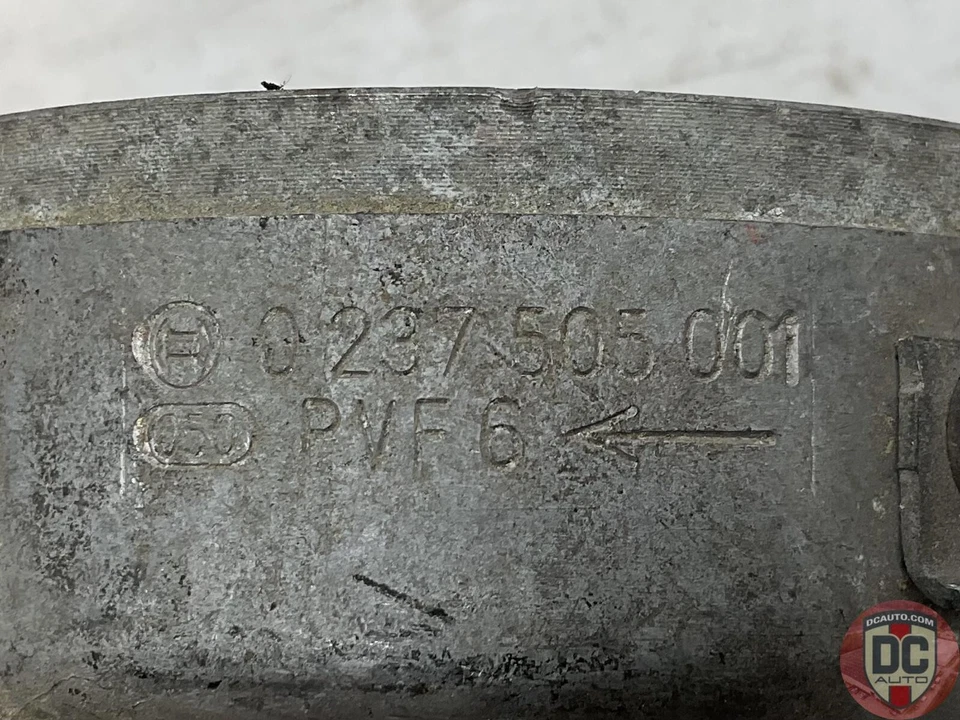 0 237 505 001
050 PVF 6
DCAUTO.COM
DC
AUTO